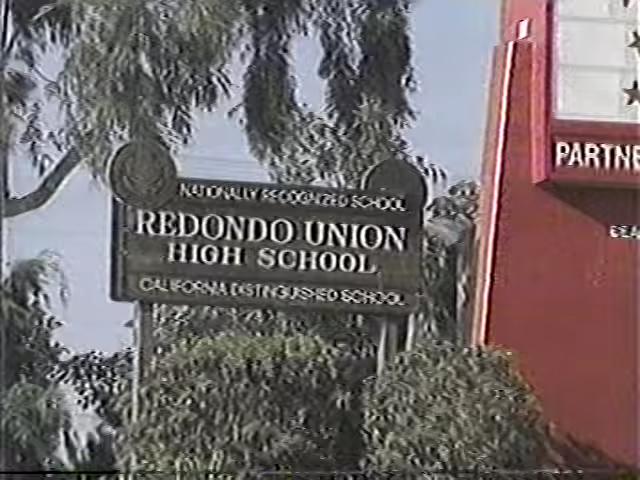 NATIONALLY RECOGNIZED SCHOOL
REDONDO UNION
HIGH SCHOOL
CALIFORNIA DISTINGUISHED SCHOOL
PARTNE